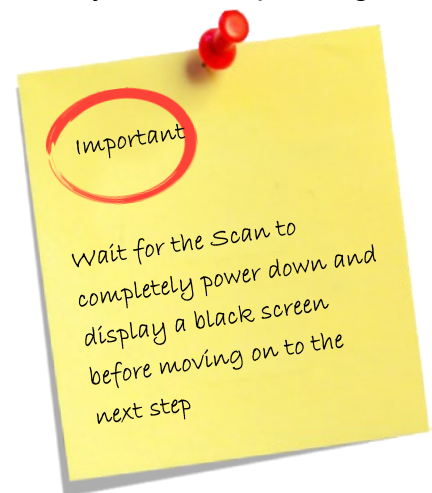 Important
Wait for the Scan to
completely power down and
display a black screen
before moving on to the
next step